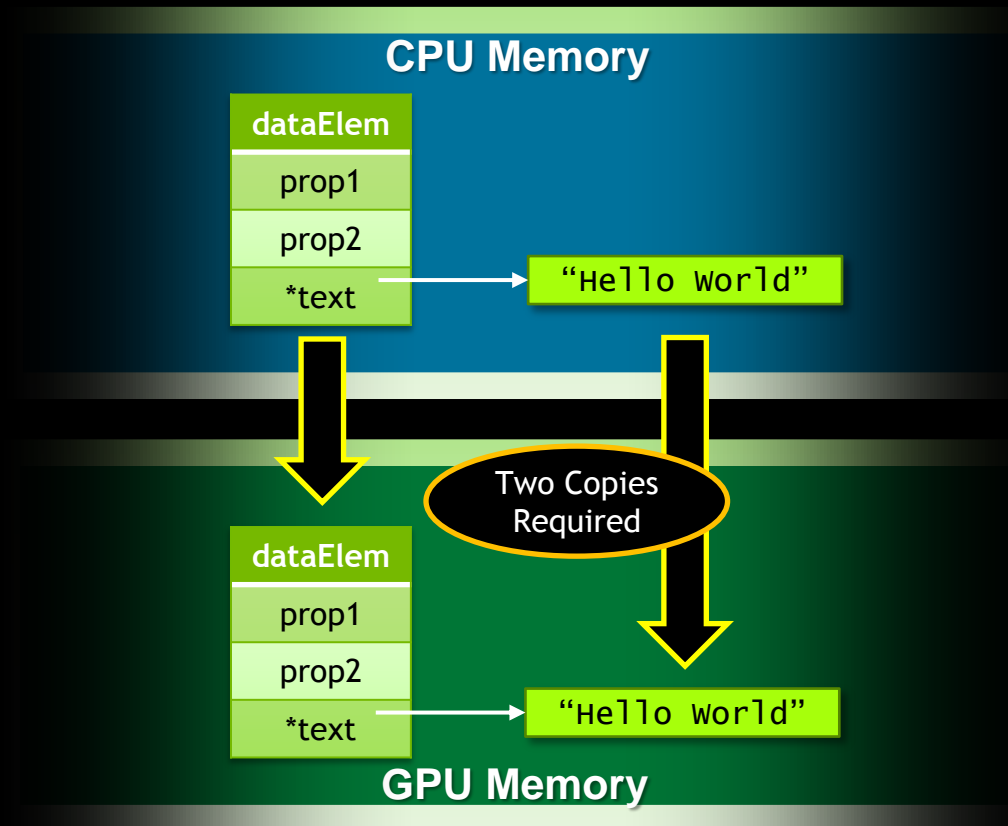 CPU Memory
dataElem
prop1
prop2
*text
“Hello World”
Two Copies
Required
dataElem
prop1
prop2
*text
“Hello World”
GPU Memory